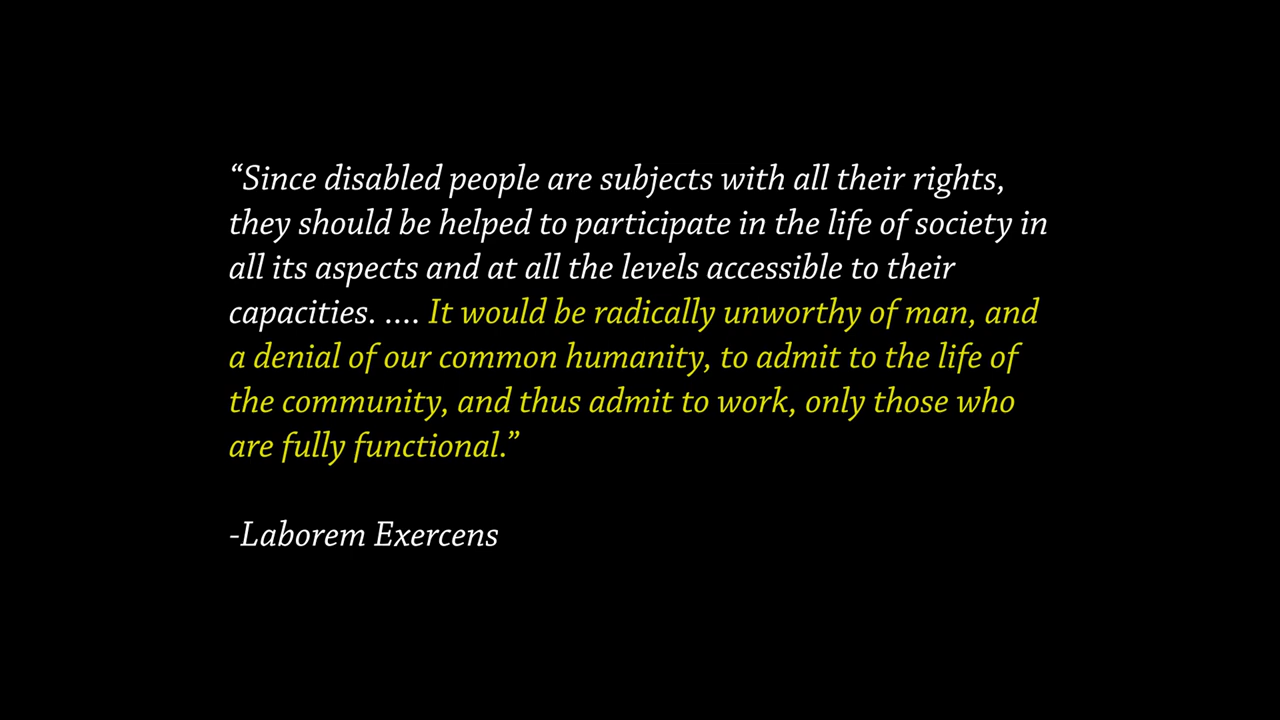 “Since disabled people are subjects with all their rights,
they should be helped to participate in the life of society in
all its aspects and at all the levels accessible to their
capacities. .... It would be radically unworthy of man, and
a denial of our common humanity, to admit to the life of
the community, and thus admit to work, only those who
are fully functional.”
-Laborem Exercens